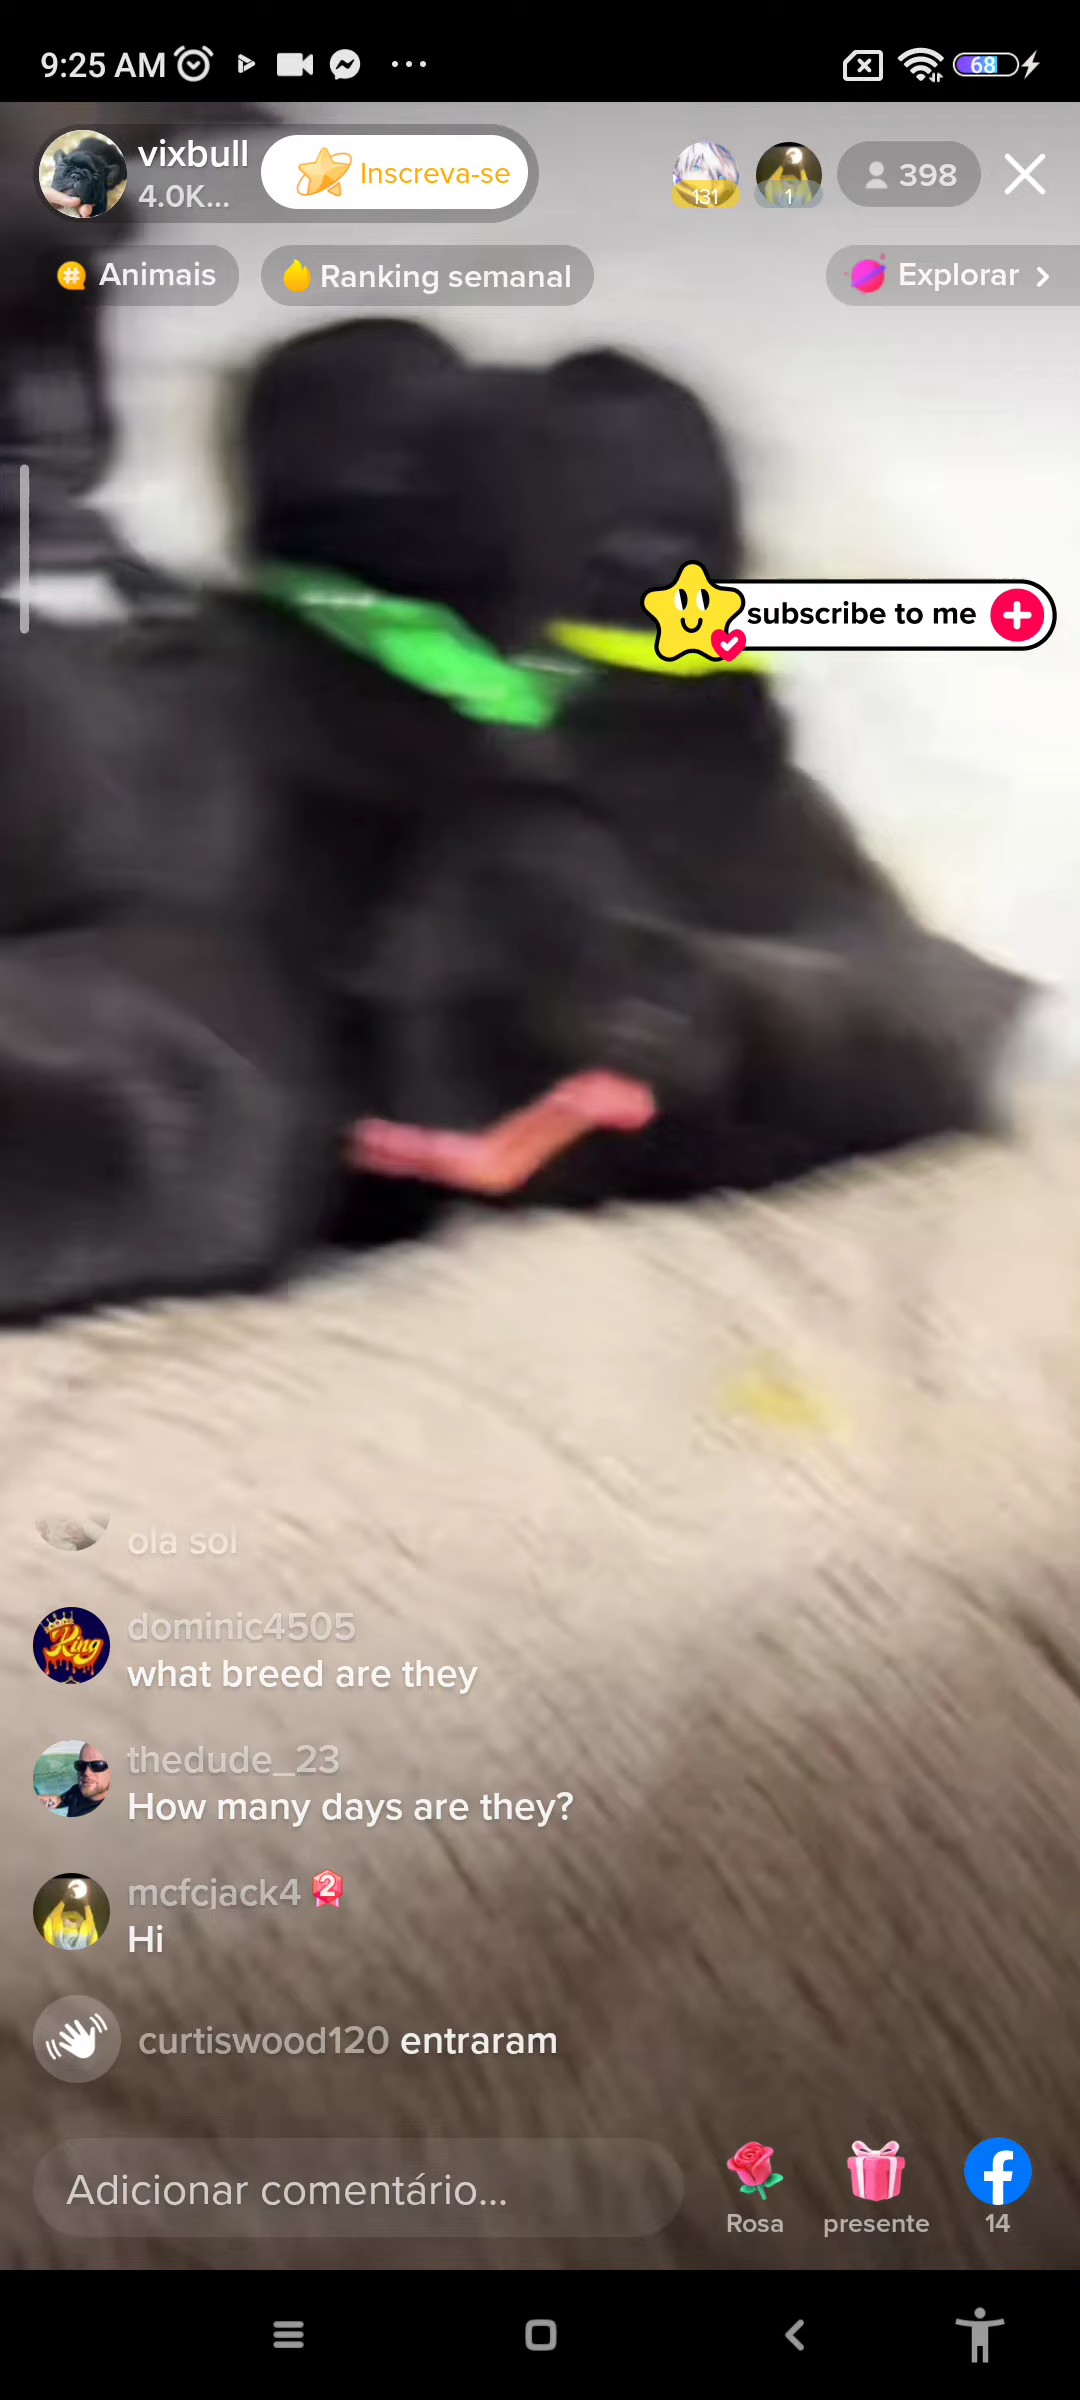 9:25 AM
68
vixbull
4.0K...
Inscreva-se
131
1
398
Animais
Ranking semanal
Explorar
subscribe to me
ola sol
dominic4505
what breed are they
thedude_23
How many days are they?
mcfcjack4 2
Hi
curtiswood120 entraram
Adicionar comentário...
Rosa
presente
14